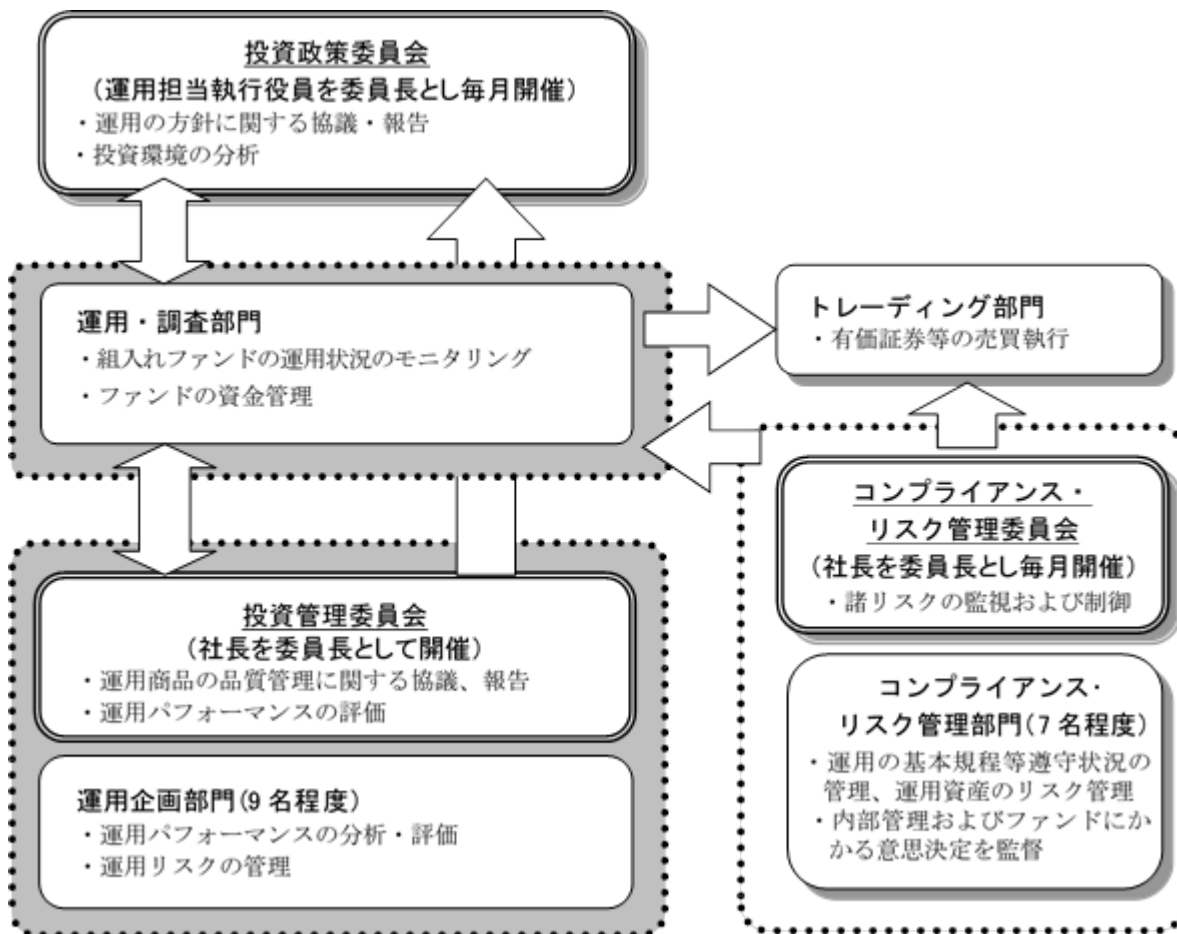 投資政策委員会
(運用担当執行役員を委員長とし毎月開催)
・運用の方針に関する協議・報告
・投資環境の分析
運用・調査部門
・組入れファンドの運用状況のモニタリング
・ファンドの資金管理
トレーディング部門
・有価証券等の売買執行
投資管理委員会
(社長を委員長として開催)
・運用商品の品質管理に関する協議、報告
・運用パフォーマンスの評価
運用企画部門(9名程度)
・運用パフォーマンスの分析・評価
・運用リスクの管理
コンプライアンス・
リスク管理委員会
(社長を委員長とし毎月開催)
・諸リスクの監視および制御
コンプライアンス・
リスク管理部門(7名程度)
・運用の基本規程等遵守状況の
管理、運用資産のリスク管理
・内部管理およびファンドにか
かる意思決定を監督